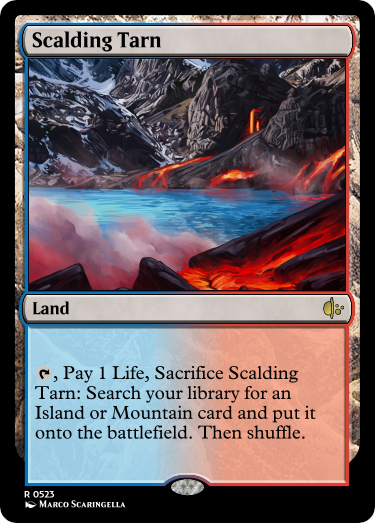 Scalding Tarn
Land
, Pay 1 Life, Sacrifice Scalding
Tarn: Search your library for an
Island or Mountain card and put it
onto the battlefield. Then shuffle.
R 0523
Marco Scaringella